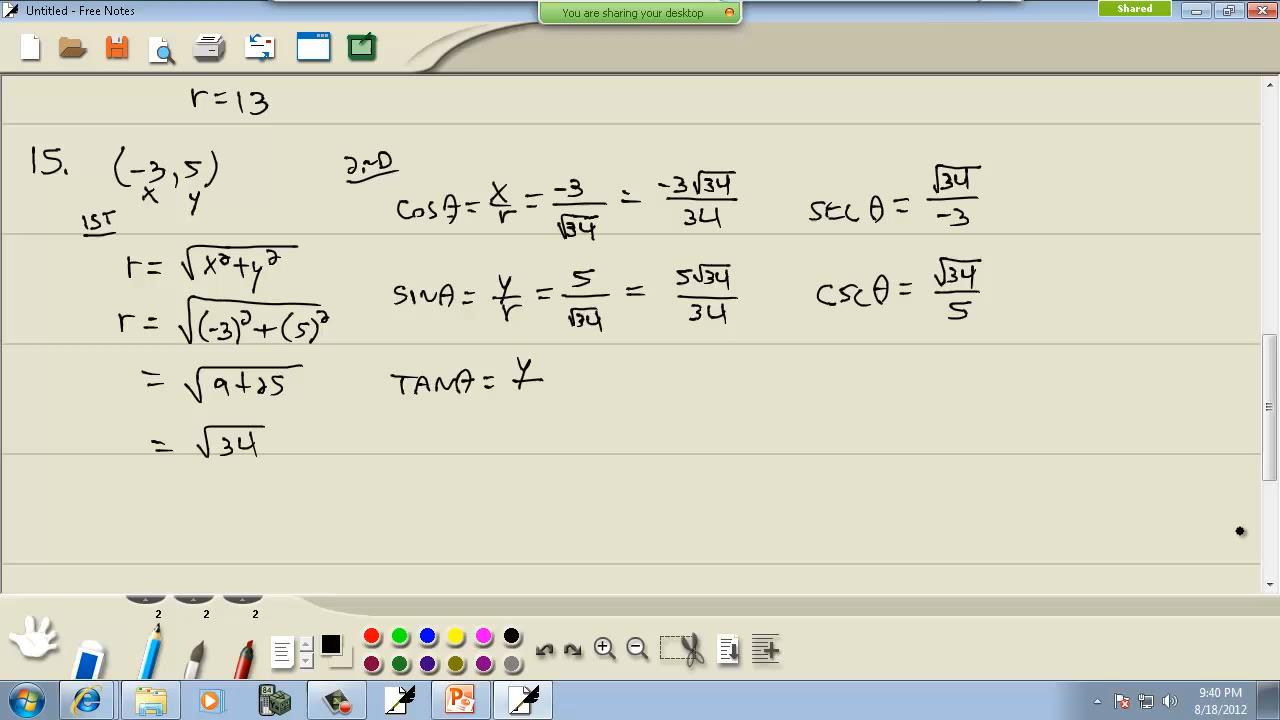 Untitled - Free Notes
You are sharing your desktop
Shared
r = 13
15. (-3, 5)
x y
1ST
r = √(x² + y²)
r = √((-3)² + (5)²)
= √(9+25)
= √34
2ND
cos θ = x/r = -3/√34 = -3√34/34
sec θ = √34/-3
sin θ = y/r = 5/√34 = 5√34/34
csc θ = √34/5
TAN θ = y/
2 2 2
84
9:40 PM
8/18/2012